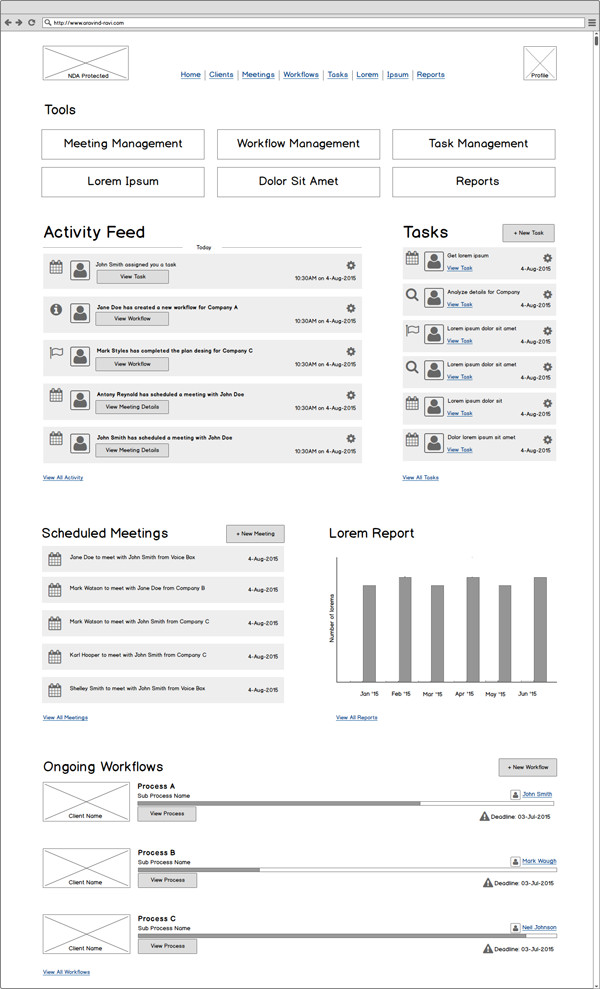 http://www.aravind-ravi.com
NDA Protected
Home Clients Meetings Workflows Tasks Lorem Ipsum Reports
Profile
Tools
Meeting Management
Workflow Management
Task Management
Lorem Ipsum
Dolor Sit Amet
Reports
Activity Feed
Today
John Smith assigned you a task
View Task
10:30AM on 4-Aug-2015
Jane Doe has created a new workflow for Company A
View Workflow
10:30AM on 4-Aug-2015
Mark Styles has completed the plan desing for Company C
View Workflow
10:30AM on 4-Aug-2015
Antony Reynold has scheduled a meeting with John Doe
View Meeting Details
10:30AM on 4-Aug-2015
John Smith has scheduled a meeting with John Doe
View Meeting Details
10:30AM on 4-Aug-2015
View All Activity
Tasks
+ New Task
Get lorem ipsum
View Task
4-Aug-2015
Analyze details for Company
View Task
4-Aug-2015
Lorem ipsum dolor sit amet
View Task
4-Aug-2015
Lorem ipsum dolor sit amet
View Task
4-Aug-2015
Lorem ipsum dolor sit
View Task
4-Aug-2015
Dolor lorem ipsum sit amet
View Task
4-Aug-2015
View All Tasks
Scheduled Meetings
+ New Meeting
Jane Doe to meet with John Smith from Voice Box
4-Aug-2015
Mark Watson to meet with Jane Doe from Company B
4-Aug-2015
Mark Watson to meet with John Smith from Company C
4-Aug-2015
Karl Hooper to meet with John Smith from Company C
4-Aug-2015
Shelley Smith to meet with John Smith from Voice Box
4-Aug-2015
View All Meetings
Lorem Report
Number of lorems
Jan '15 Feb '15 Mar '15 Apr '15 May '15 Jun '15
View All Reports
Ongoing Workflows
+ New Workflow
Client Name
Process A
Sub Process Name
John Smith
View Process
Deadline: 03-Jul-2015
Client Name
Process B
Sub Process Name
Mark Waugh
View Process
Deadline: 03-Jul-2015
Client Name
Process C
Sub Process Name
Neil Johnson
View Process
Deadline: 03-Jul-2015
View All Workflows